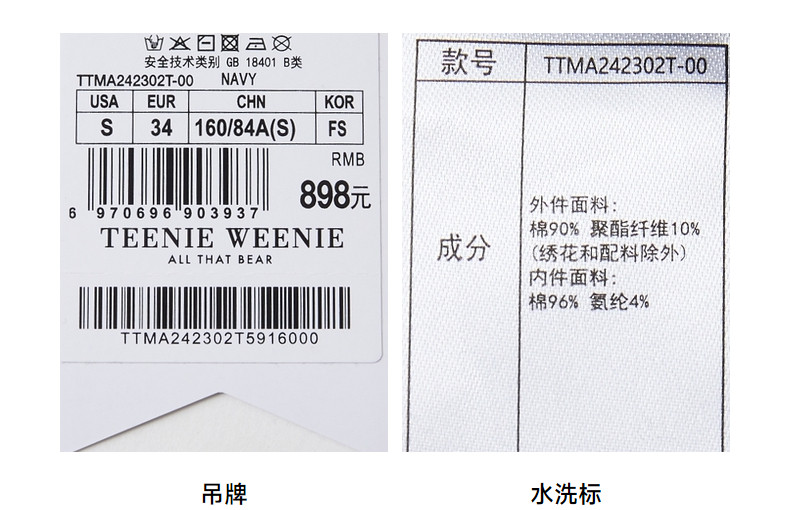 安全技术类别 GB 18401 B类
TTMA242302T-00 NAVY
USA EUR CHN KOR
S 34 160/84A(S) FS
RMB
898元
6 970696 903937
TEENIE WEENIE
ALL THAT BEAR
TTMA242302T5916000
款号 TTMA242302T-00
成分
外件面料:
棉90% 聚酯纤维10%
(绣花和配料除外)
内件面料:
棉96% 氨纶4%
吊牌
水洗标